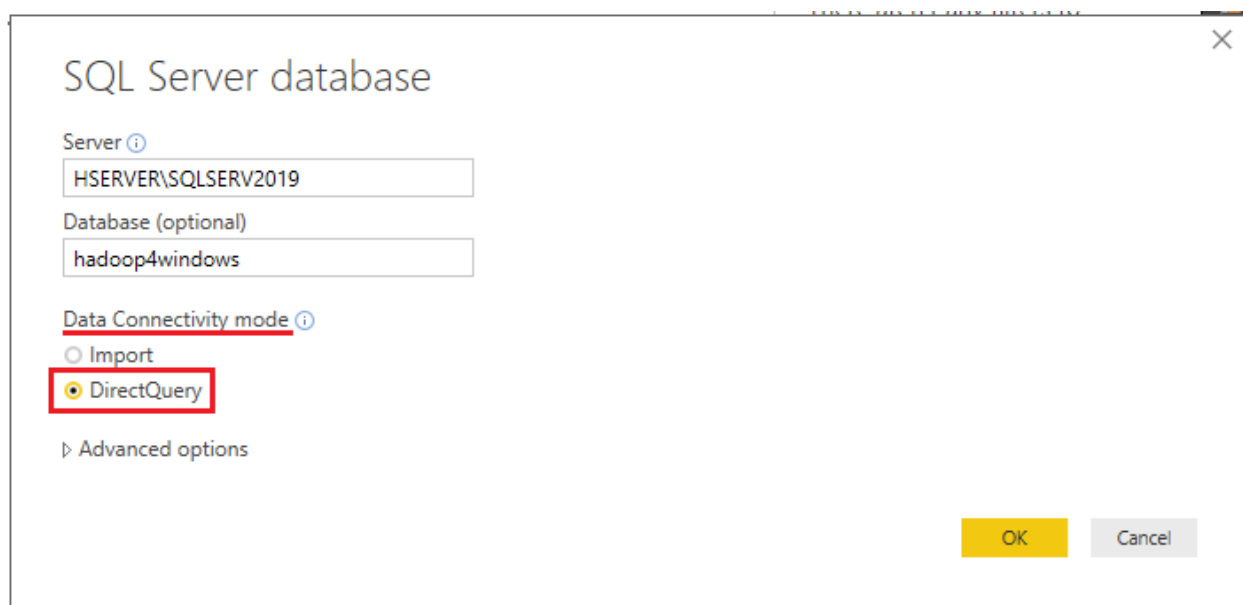 SQL Server database
Server
HSERVER\SQLSERV2019
Database (optional)
hadoop4windows
Data Connectivity mode
Import
DirectQuery
Advanced options
OK Cancel